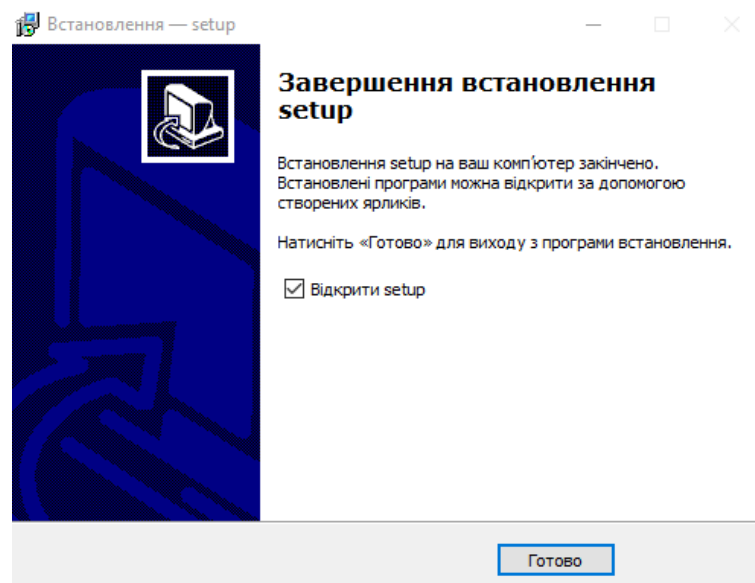 Встановлення — setup
Завершення встановлення
setup
Встановлення setup на ваш комп'ютер закінчено.
Встановлені програми можна відкрити за допомогою
створених ярликів.
Натисніть «Готово» для виходу з програми встановлення.
Відкрити setup
Готово